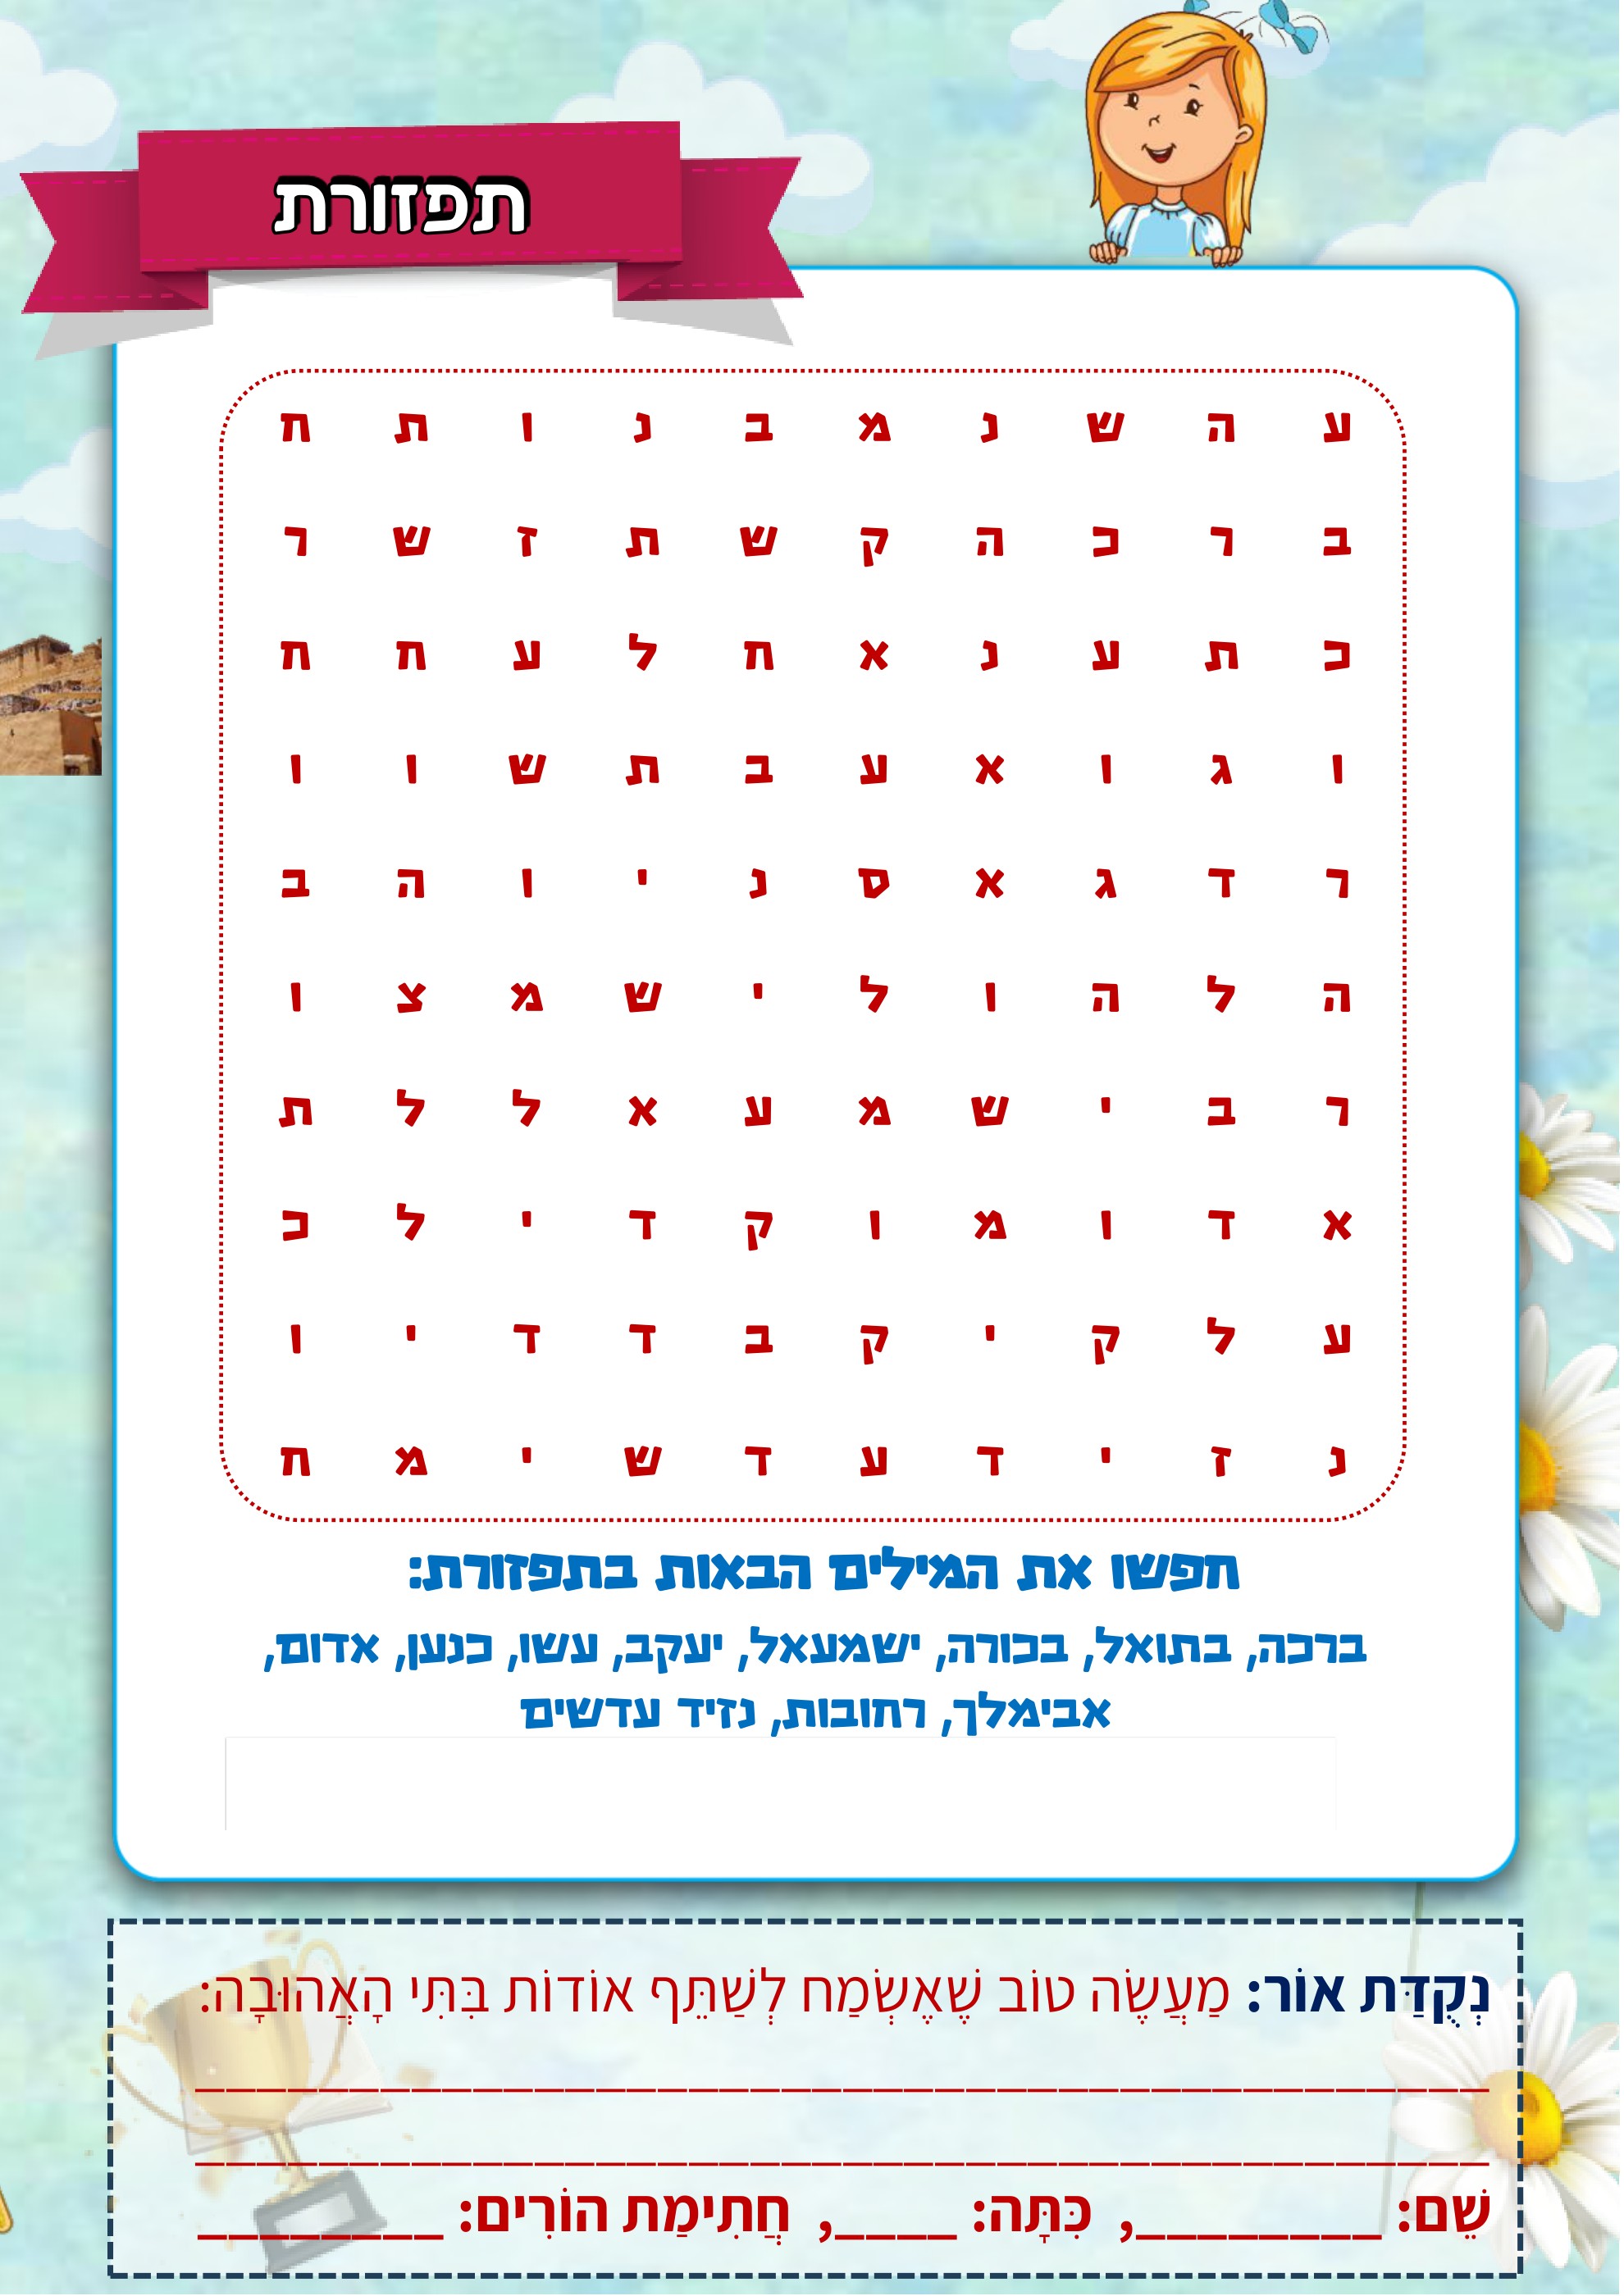 תפזורת
ע ה ש נ מ ב נ ו ת ח
ב ר כ ה ק ש ת ז ש ר
כ ת ע נ א ח ל ע ח ח
ו ג ו א ע ב ת ש ו ו
ר ד ג א ס נ י ו ה ב
ה ל ה ו ל י ש מ צ ו
ר ב י ש מ ע א ל ל ת
א ד ו מ ו ק ד י ל כ
ע ל ק י ק ב ד ד י ו
נ ז י ד ע ד ש י מ ח
חפשו את המילים הבאות בתפזורת:
ברכה, בתואל, בכורה, ישמעאל, יעקב, עשו, כנען, אדום,
אבימלך, רחובות, נזיד עדשים
נְקֻדַּת אוֹר: מַעֲשֶׂה טוֹב שֶׁאֶשְׂמַח לְשַׁתֵּף אוֹדוֹת בִּתִּי הָאֲהוּבָה:
שֵׁם: ________, כִּתָּה: ____, חֲתִימַת הוֹרִים: ________